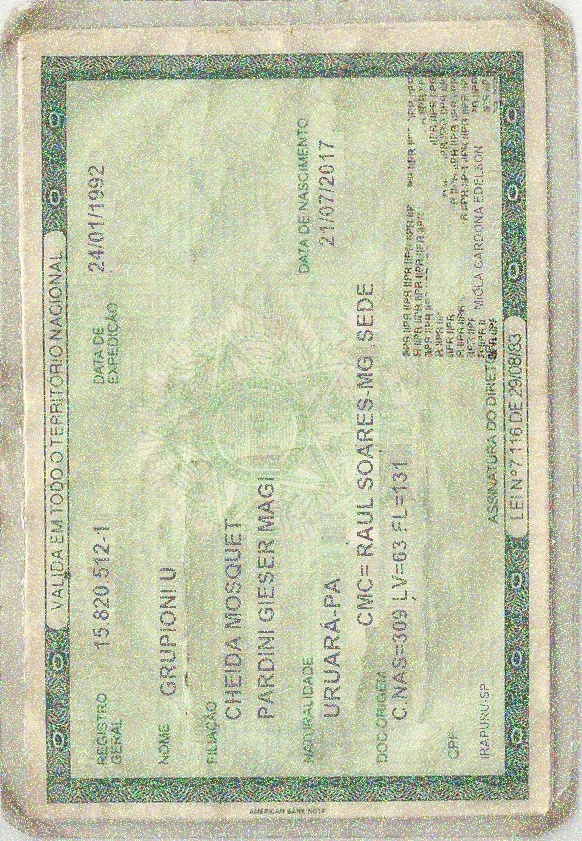 VÁLIDA EM TODO O TERRITÓRIO NACIONAL
REGISTRO GERAL 15.820.512-1 DATA DE EXPEDIÇÃO 24/01/1992
NOME GRUPIONI U
FILIAÇÃO
CHEIDA MOSQUET
PARDINI GIESER MAGI
NATURALIDADE DATA DE NASCIMENTO
URUARÁ-PA 21/07/2017
DOC ORIGEM CMC= RAUL SOARES-MG SEDE
C.NAS=309 LV=63 FL=131
CPF
IRAPURU-SP MIOLA CARDONA EDELSON
ASSINATURA DO DIRETOR
LEI Nº 7.116 DE 29/08/83
AMERICAN BANK NOTE